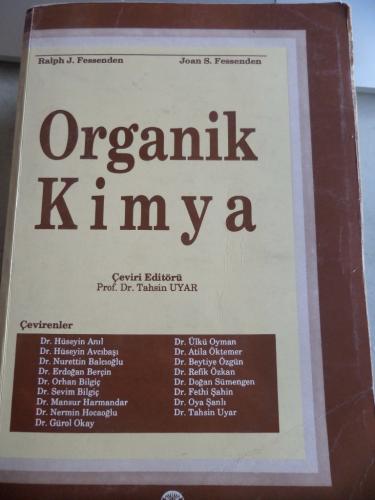 Ralph J. Fessenden
Joan S. Fessenden
Organik
Kimya
Çeviri Editörü
Prof. Dr. Tahsin UYAR
Çevirenler
Dr. Hüseyin Anıl
Dr. Hüseyin Avcıbaşı
Dr. Nurettin Balcıoğlu
Dr. Erdoğan Berçin
Dr. Orhan Bilgiç
Dr. Sevim Bilgiç
Dr. Mansur Harmandar
Dr. Nermin Hocaoğlu
Dr. Gürol Okay
Dr. Ülkü Oyman
Dr. Atila Öktemer
Dr. Beytiye Özgün
Dr. Refik Özkan
Dr. Doğan Sümengen
Dr. Fethi Şahin
Dr. Oya Şanlı
Dr. Tahsin Uyar